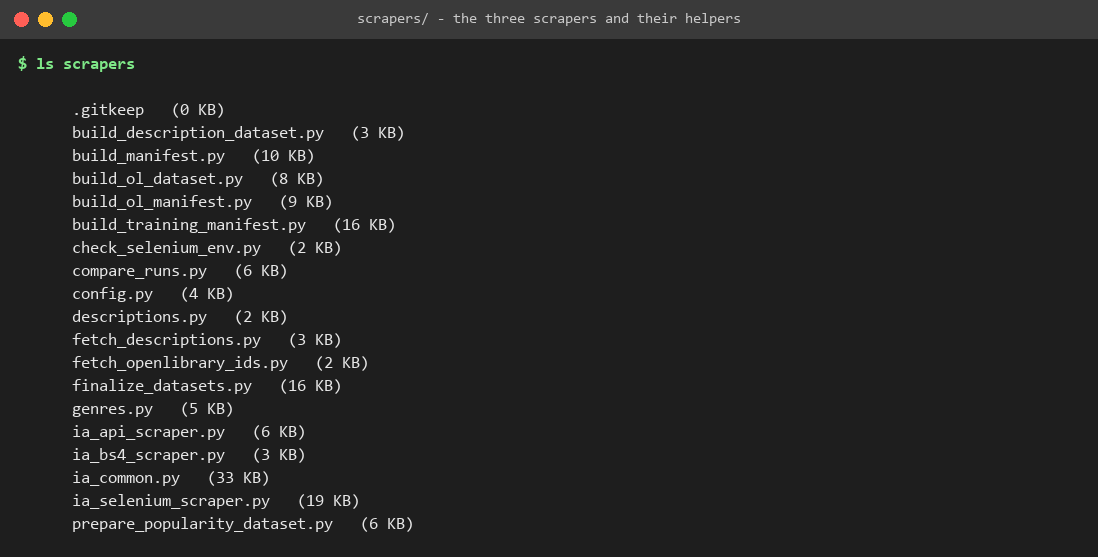 scrapers/ - the three scrapers and their helpers
$ ls scrapers
.gitkeep   (0 KB)
build_description_dataset.py   (3 KB)
build_manifest.py   (10 KB)
build_ol_dataset.py   (8 KB)
build_ol_manifest.py   (9 KB)
build_training_manifest.py   (16 KB)
check_selenium_env.py   (2 KB)
compare_runs.py   (6 KB)
config.py   (4 KB)
descriptions.py   (2 KB)
fetch_descriptions.py   (3 KB)
fetch_openlibrary_ids.py   (2 KB)
finalize_datasets.py   (16 KB)
genres.py   (5 KB)
ia_api_scraper.py   (6 KB)
ia_bs4_scraper.py   (3 KB)
ia_common.py   (33 KB)
ia_selenium_scraper.py   (19 KB)
prepare_popularity_dataset.py   (6 KB)